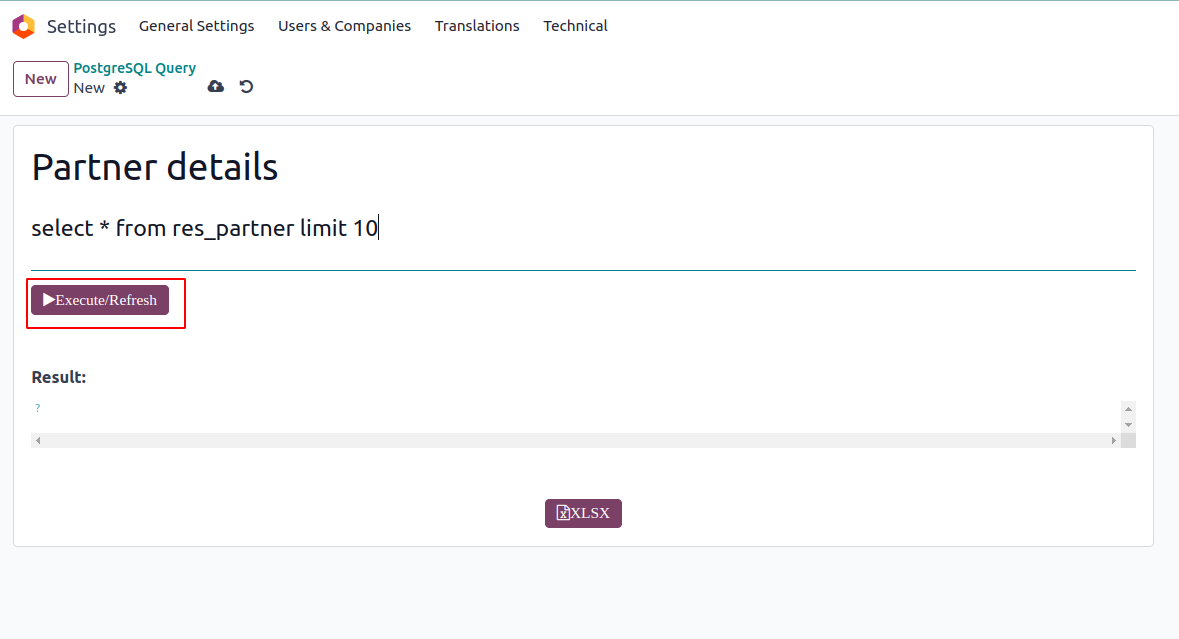 Settings General Settings Users & Companies Translations Technical
New
PostgreSQL Query
New
Partner details
select * from res_partner limit 10
Execute/Refresh
Result:
?
XLSX